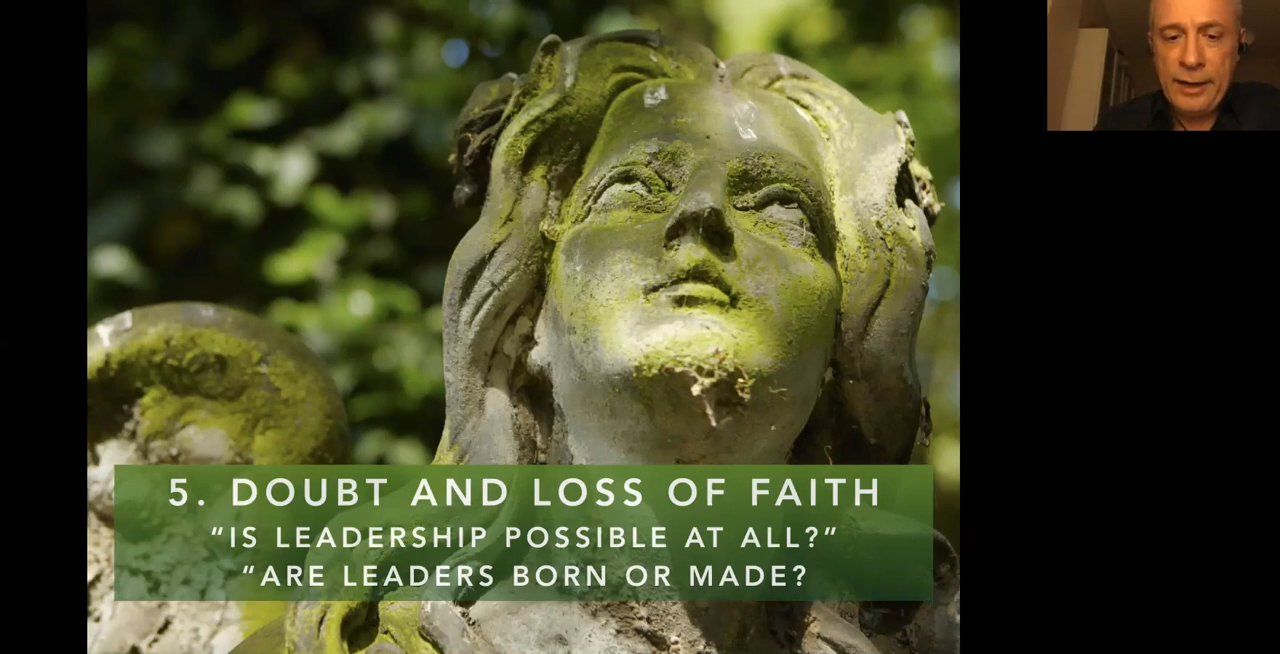 5. DOUBT AND LOSS OF FAITH
“IS LEADERSHIP POSSIBLE AT ALL?”
“ARE LEADERS BORN OR MADE?